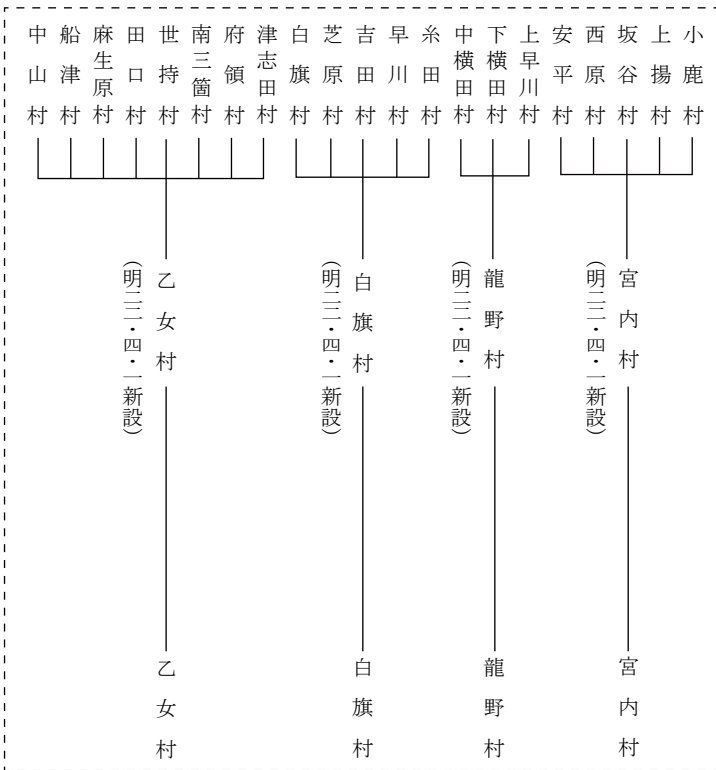 小鹿村
上揚村
坂谷村
西原村
安平村
上早川村
下横田村
中横田村
糸田村
早川村
吉田村
芝原村
白旗村
津志田村
府領村
南三箇村
世持村
田口村
麻生原村
船津村
中山村
宮内村
(明二二・四・一新設)
龍野村
(明二二・四・一新設)
白旗村
(明二二・四・一新設)
乙女村
(明二二・四・一新設)
宮内村
龍野村
白旗村
乙女村